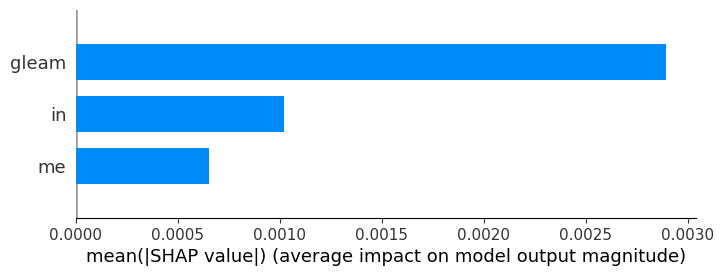 gleam
in
me
0.0000 0.0005 0.0010 0.0015 0.0020 0.0025 0.0030
mean(|SHAP value|) (average impact on model output magnitude)